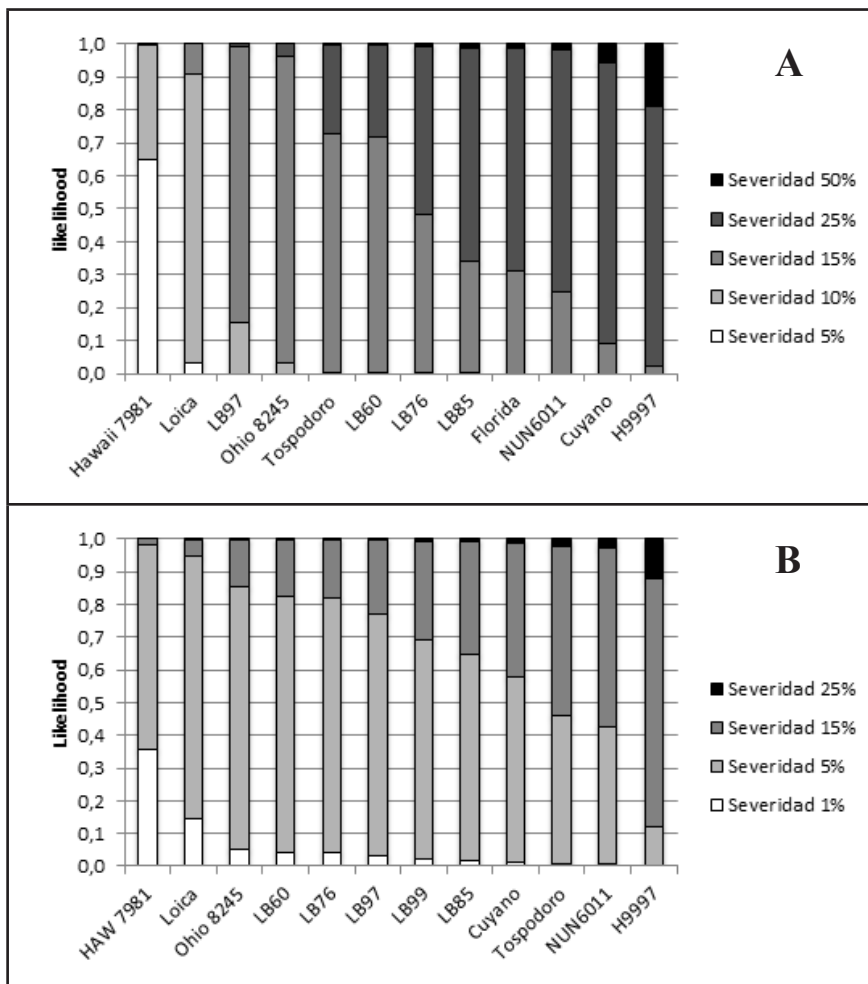 A
1,0
0,9
0,8
0,7
0,6
0,5
0,4
0,3
0,2
0,1
0,0
likelihood
Hawaii 7981
Loica
LB97
Ohio 8245
Tospodoro
LB60
LB76
LB85
Florida
NUN6011
Cuyano
H9997
Severidad 50%
Severidad 25%
Severidad 15%
Severidad 10%
Severidad 5%
B
1,0
0,9
0,8
0,7
0,6
0,5
0,4
0,3
0,2
0,1
0,0
Likelihood
HAW 7981
Loica
Ohio 8245
LB60
LB76
LB97
LB99
LB85
Cuyano
Tospodoro
NUN6011
H9997
Severidad 25%
Severidad 15%
Severidad 5%
Severidad 1%